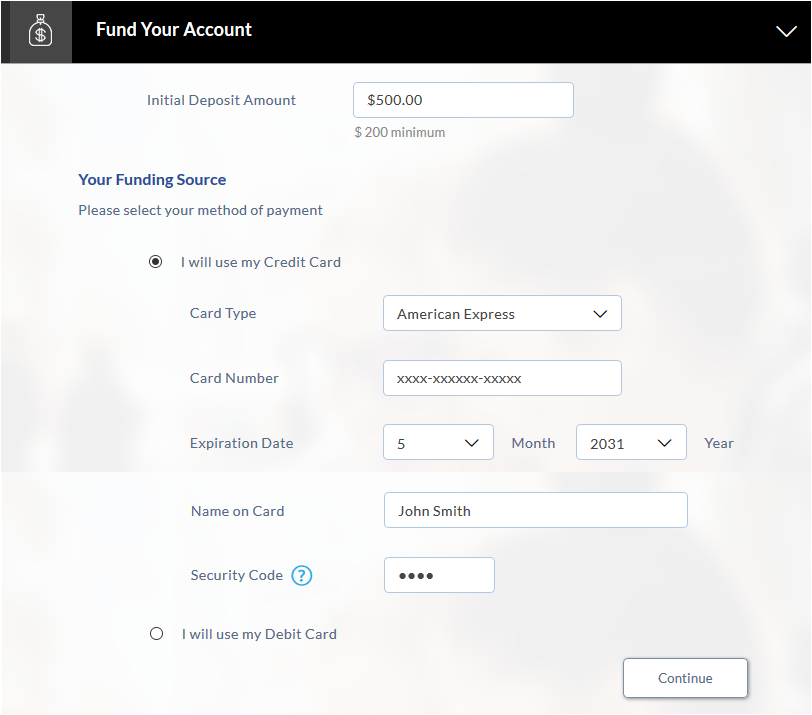 Fund Your Account
Initial Deposit Amount $500.00
$ 200 minimum
Your Funding Source
Please select your method of payment
I will use my Credit Card
Card Type American Express
Card Number xxxx-xxxxxx-xxxxx
Expiration Date 5 Month 2031 Year
Name on Card John Smith
Security Code ? ●●●●
I will use my Debit Card
Continue